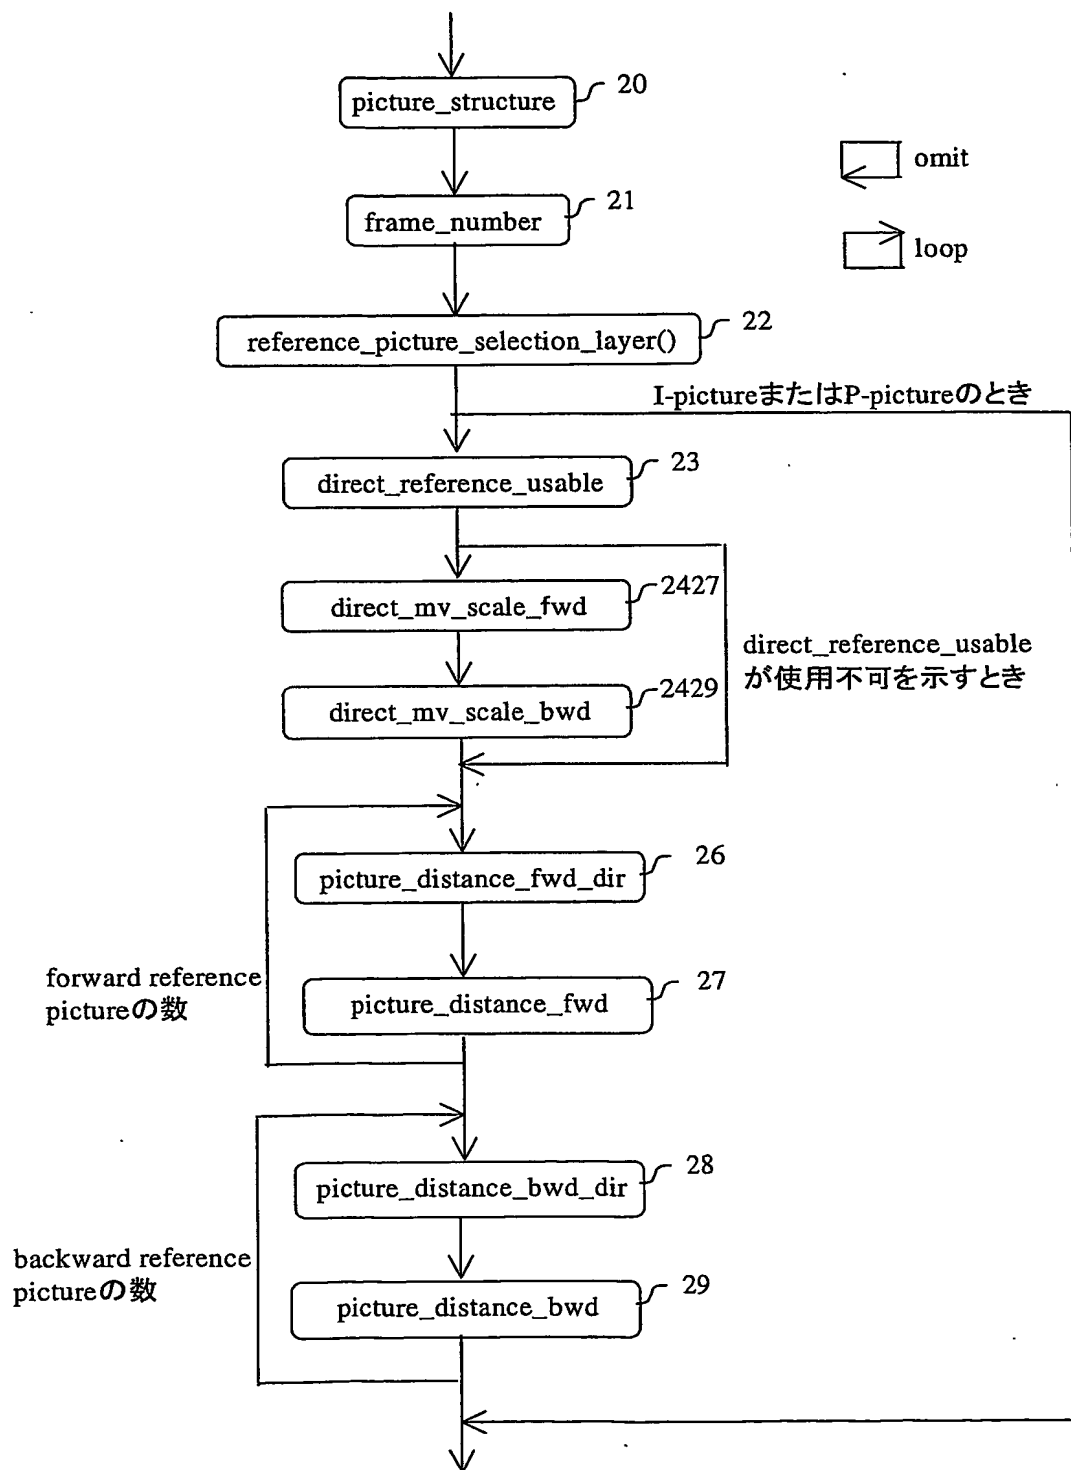 picture_structure
20
omit
frame_number
21
loop
reference_picture_selection_layer()
22
I-pictureまたはP-pictureのとき
direct_reference_usable
23
direct_mv_scale_fwd
2427
direct_reference_usable
が使用不可を示すとき
direct_mv_scale_bwd
2429
picture_distance_fwd_dir
26
forward reference
pictureの数
picture_distance_fwd
27
picture_distance_bwd_dir
28
backward reference
pictureの数
picture_distance_bwd
29